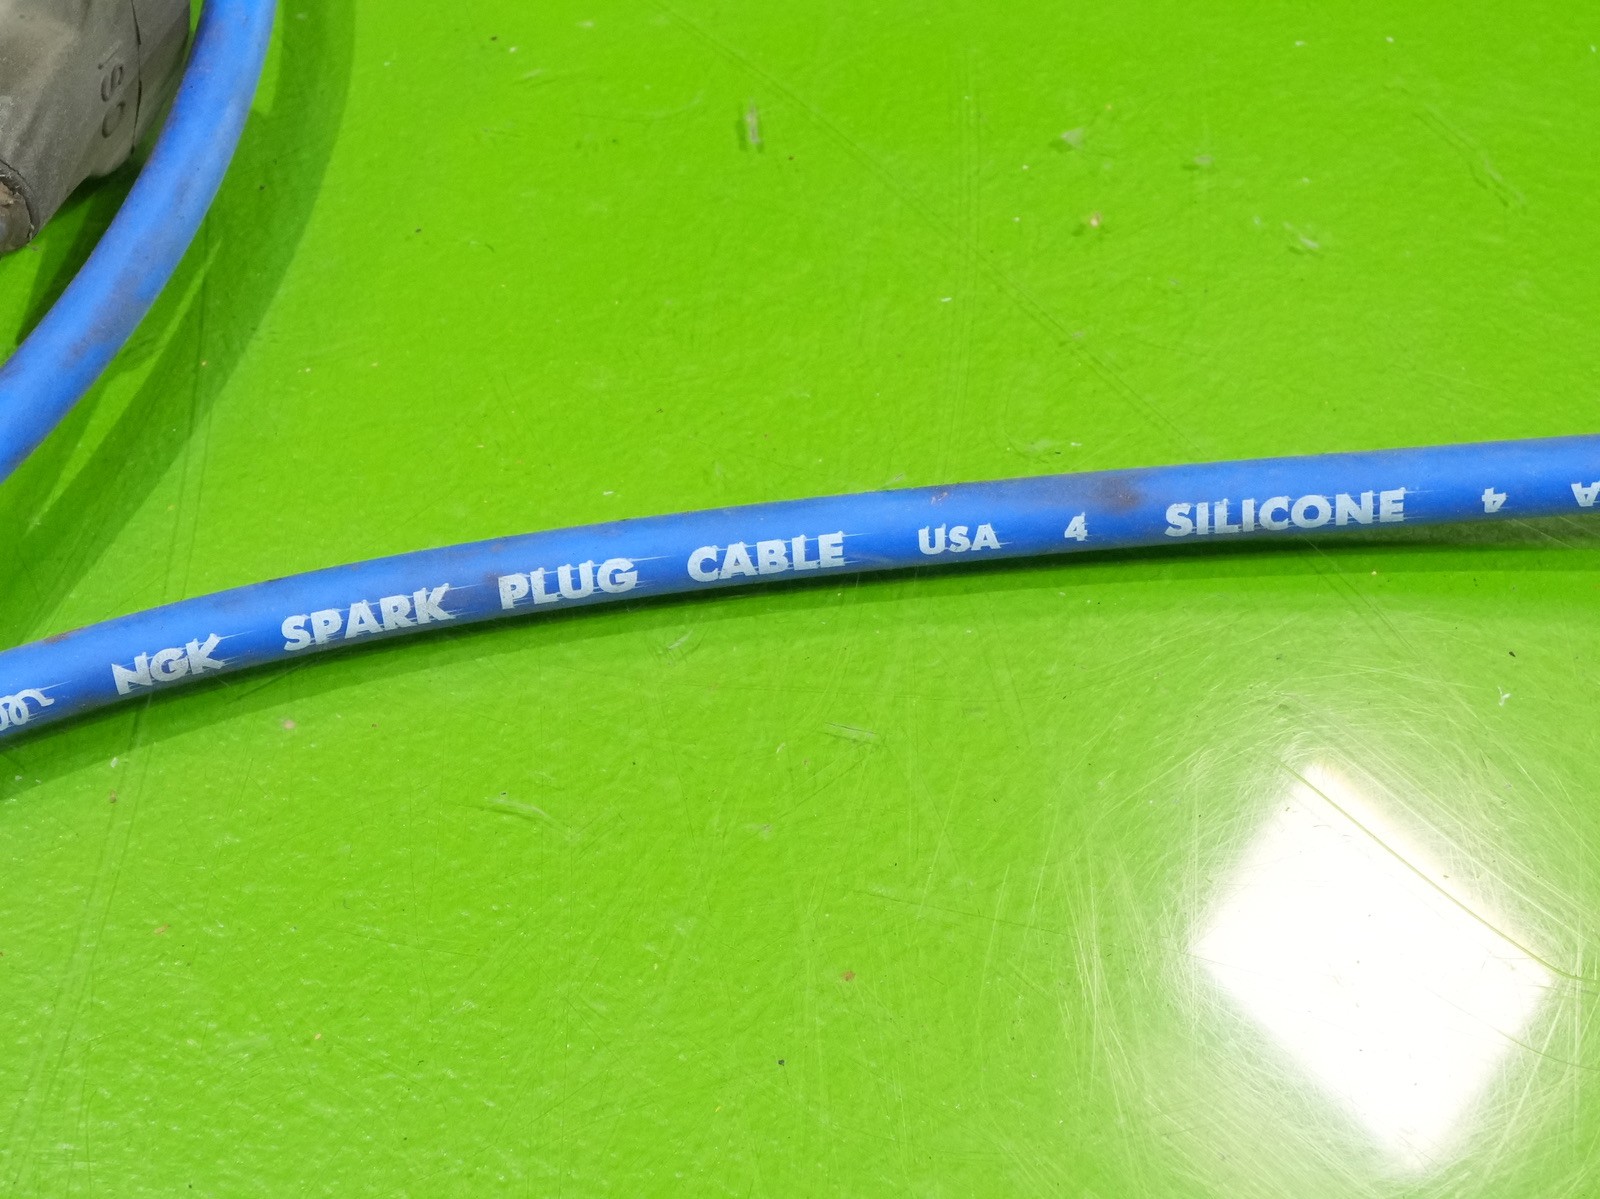 NGK SPARK PLUG CABLE USA 4 SILICONE 4